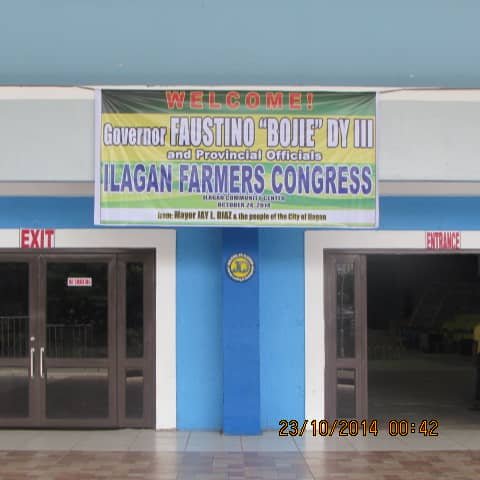 WELCOME!
Governor FAUSTINO "BOJIE" DY III
and Provincial Officials
ILAGAN FARMERS CONGRESS
ILAGAN COMMUNITY CENTER
OCTOBER 24, 2014
from: Mayor JAY L. DIAZ & the people of the City of Ilagan
EXIT
ENTRANCE
23/10/2014 00:42